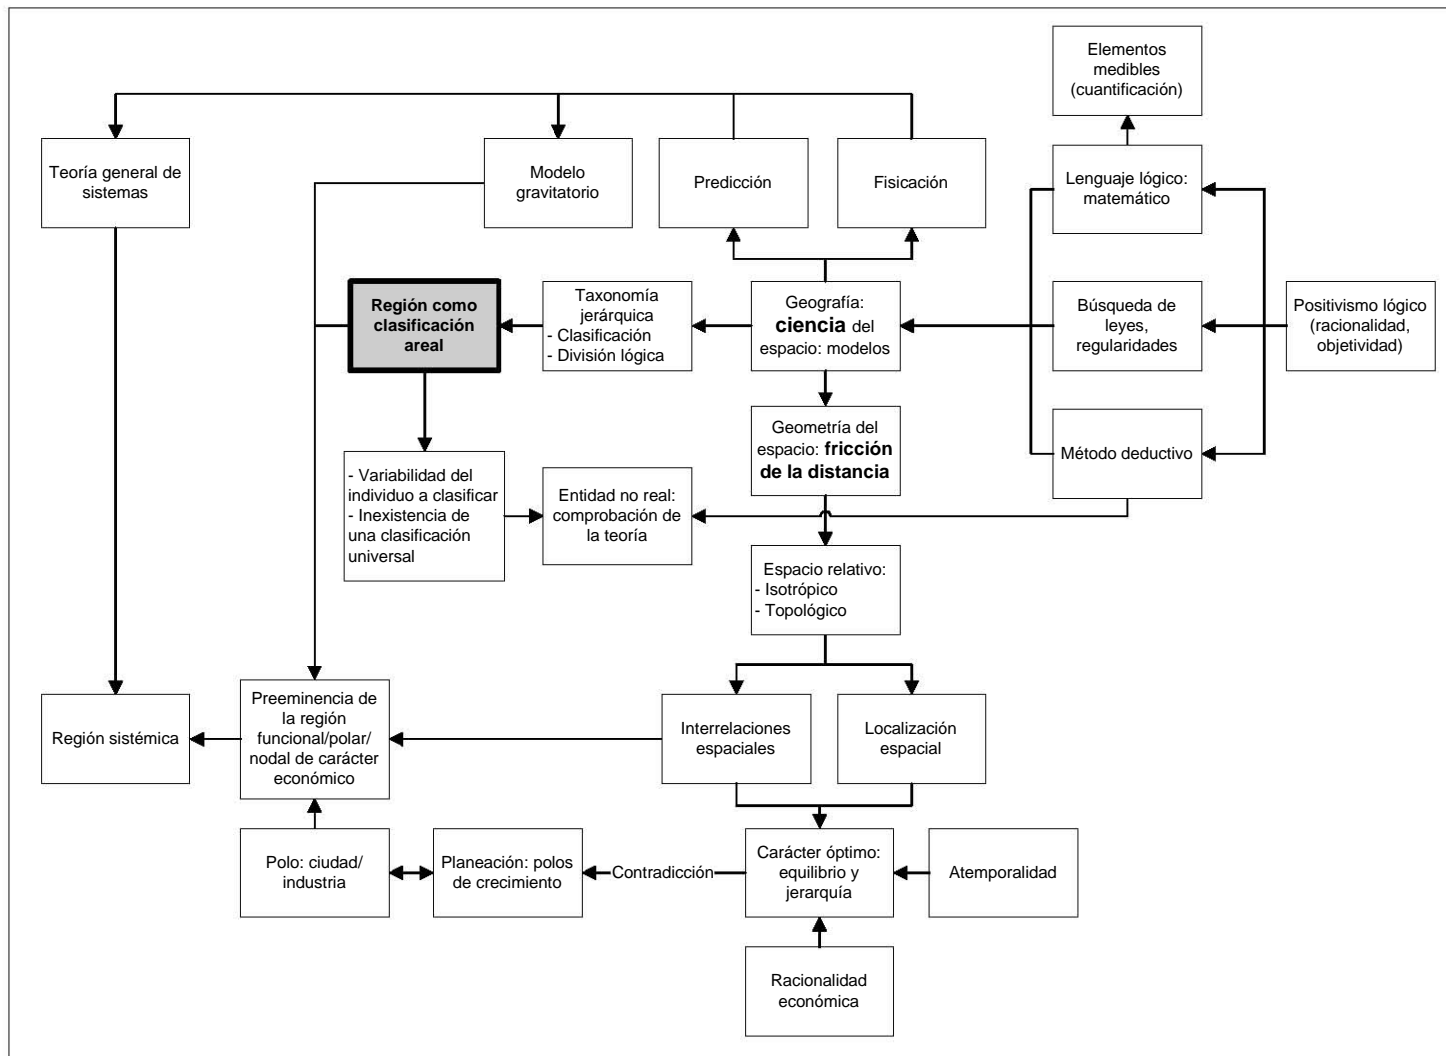 Elementos
medibles
(cuantificación)
Teoría general de
sistemas
Modelo
gravitatorio
Predicción
Fisicación
Lenguaje lógico:
matemático
Región como
clasificación
areal
Taxonomía
jerárquica
- Clasificación
- División lógica
Geografía:
ciencia del
espacio: modelos
Búsqueda de
leyes,
regularidades
Positivismo lógico
(racionalidad,
objetividad)
Geometría del
espacio: fricción
de la distancia
Método deductivo
- Variabilidad del
individuo a clasificar
- Inexistencia de
una clasificación
universal
Entidad no real:
comprobación de
la teoría
Espacio relativo:
- Isotrópico
- Topológico
Región sistémica
Preeminencia de
la región
funcional/polar/
nodal de carácter
económico
Interrelaciones
espaciales
Localización
espacial
Polo: ciudad/
industria
Planeación: polos
de crecimiento
Contradicción
Carácter óptimo:
equilibrio y
jerarquía
Atemporalidad
Racionalidad
económica